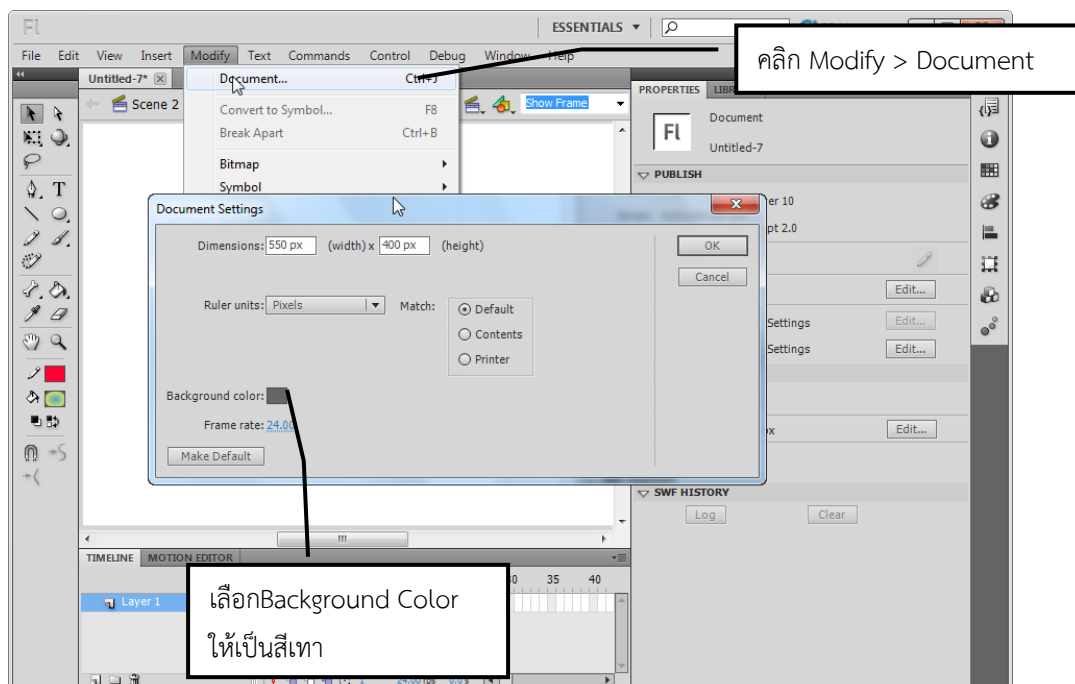 Fl
ESSENTIALS
File Edit View Insert Modify Text Commands Control Debug Window Help
คลิก Modify > Document
Untitled-7*
Document... Ctrl+J
PROPERTIES
Scene 2
Convert to Symbol... F8
Show Frame
Document
Fl
Break Apart Ctrl+B
Untitled-7
Bitmap
PUBLISH
Symbol
Document Settings
er 10
pt 2.0
Dimensions: 550 px (width) x 400 px (height)
OK
Cancel
Edit...
Ruler units: Pixels Match: Default
Settings Edit...
Contents
Settings Edit...
Printer
Background color:
Frame rate: 24.00
x Edit...
Make Default
SWF HISTORY
Log Clear
TIMELINE MOTION EDITOR
35 40
Layer 1
เลือกBackground Color
ให้เป็นสีเทา